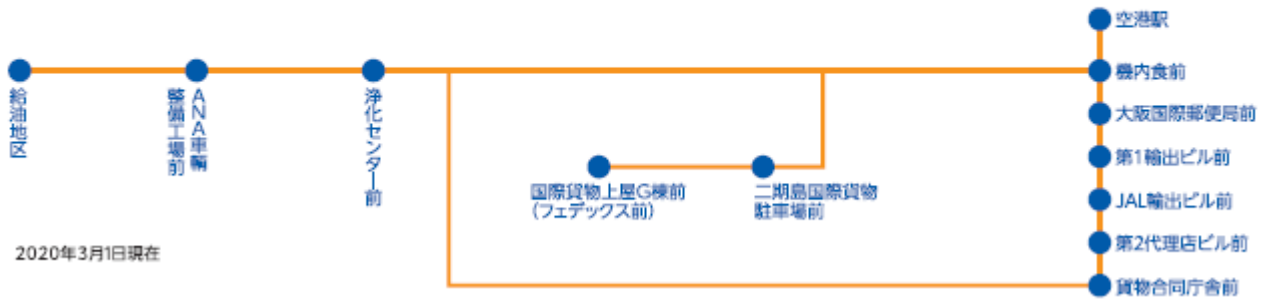 空港駅
機内食前
大阪国際郵便局前
第1輸出ビル前
JAL輸出ビル前
第2代理店ビル前
貨物合同庁舎前
給油地区
ANA車輌
整備工場前
浄化センター前
国際貨物上屋G棟前
(フェデックス前)
二期島国際貨物
駐車場前
2020年3月1日現在